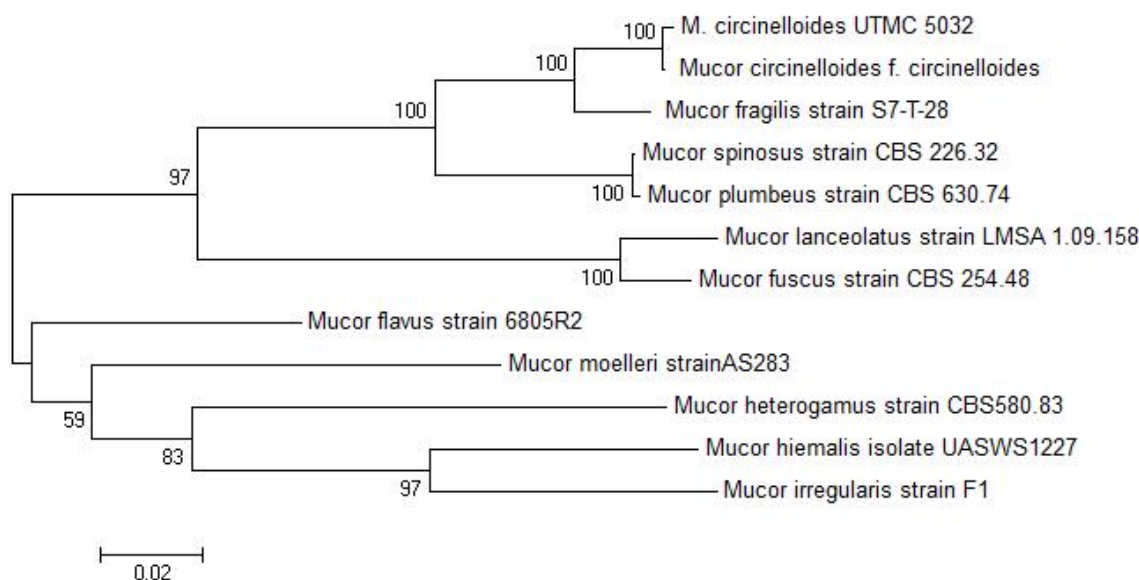 100
M. circinelloides UTMC 5032
100
Mucor circinelloides f. circinelloides
100
Mucor fragilis strain S7-T-28
Mucor spinosus strain CBS 226.32
97
100
Mucor plumbeus strain CBS 630.74
Mucor lanceolatus strain LMSA 1.09.158
100
Mucor fuscus strain CBS 254.48
Mucor flavus strain 6805R2
Mucor moelleri strainAS283
59
Mucor heterogamus strain CBS580.83
83
Mucor hiemalis isolate UASWS1227
97
Mucor irregularis strain F1
0.02